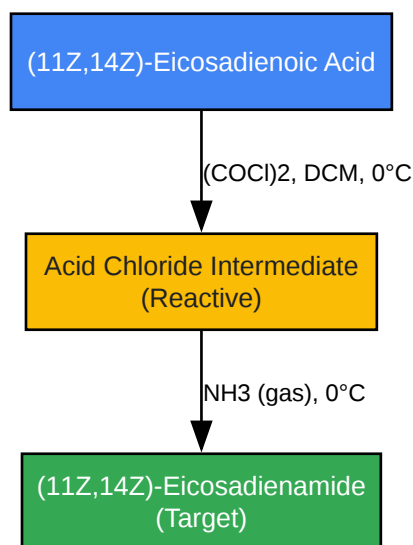 (11Z,14Z)-Eicosadienoic Acid
(COCl)2, DCM, 0°C
Acid Chloride Intermediate
(Reactive)
NH3 (gas), 0°C
(11Z,14Z)-Eicosadienamide
(Target)